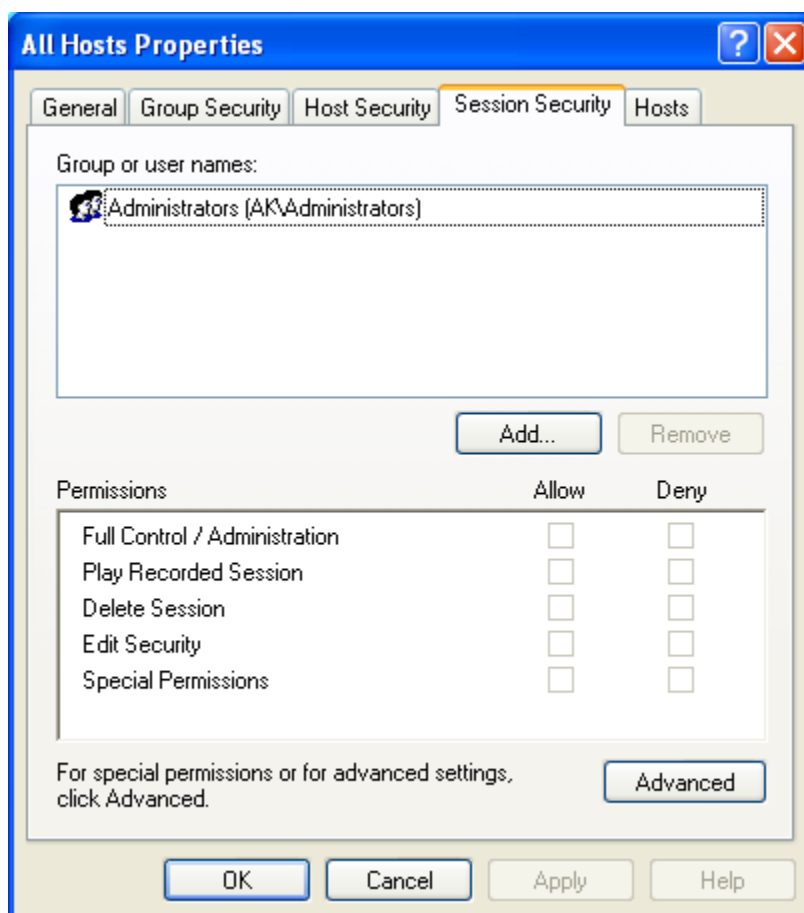 All Hosts Properties
General Group Security Host Security Session Security Hosts
Group or user names:
Administrators (AK\Administrators)
Add... Remove
Permissions Allow Deny
Full Control / Administration
Play Recorded Session
Delete Session
Edit Security
Special Permissions
For special permissions or for advanced settings,
click Advanced.
Advanced
OK Cancel Apply Help